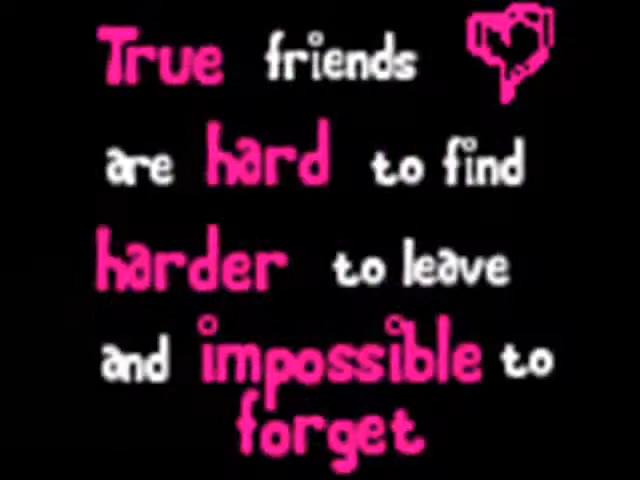 True friends
are hard to find
harder to leave
and impossible to
forget